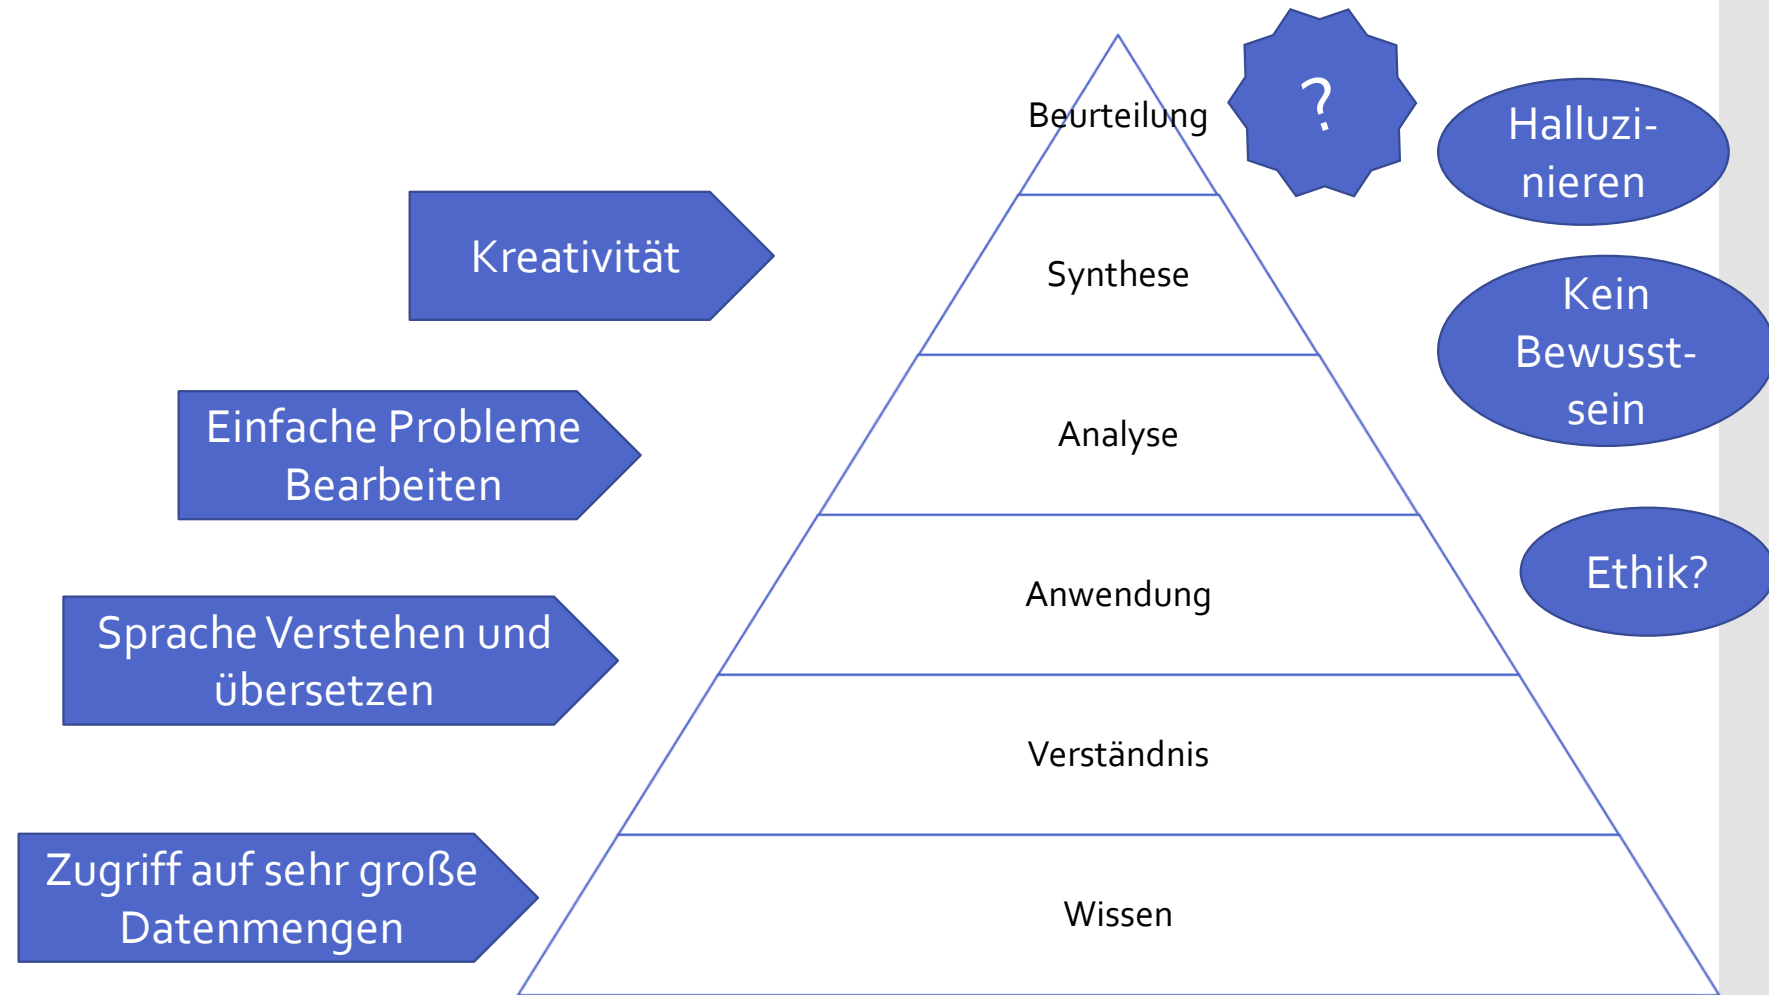 Beurteilung
?
Halluzi-
nieren
Kreativität
Synthese
Kein
Bewusst-
sein
Einfache Probleme
Bearbeiten
Analyse
Ethik?
Anwendung
Sprache Verstehen und
übersetzen
Verständnis
Zugriff auf sehr große
Datenmengen
Wissen